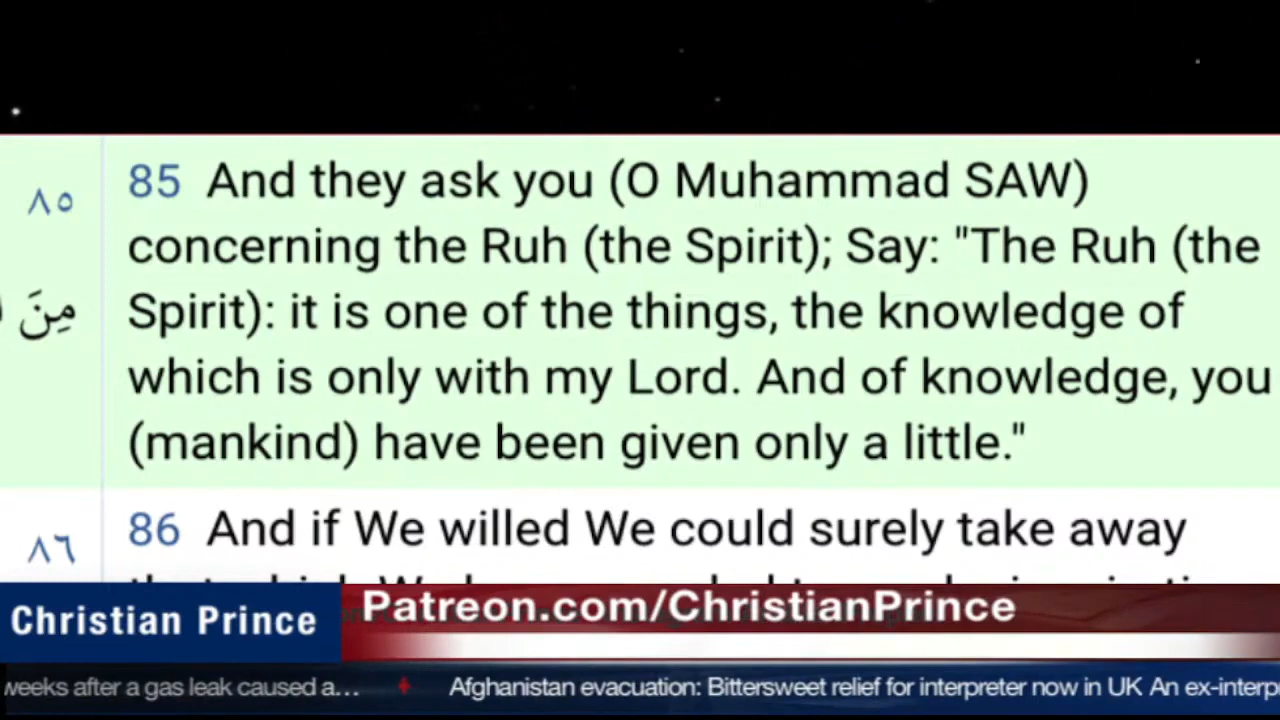 ٨٥
85 And they ask you (O Muhammad SAW)
concerning the Ruh (the Spirit); Say: "The Ruh (the
مِنَ
Spirit): it is one of the things, the knowledge of
which is only with my Lord. And of knowledge, you
(mankind) have been given only a little."
٨٦
86 And if We willed We could surely take away
Christian Prince
Patreon.com/ChristianPrince
weeks after a gas leak caused a… Afghanistan evacuation: Bittersweet relief for interpreter now in UK An ex-interp